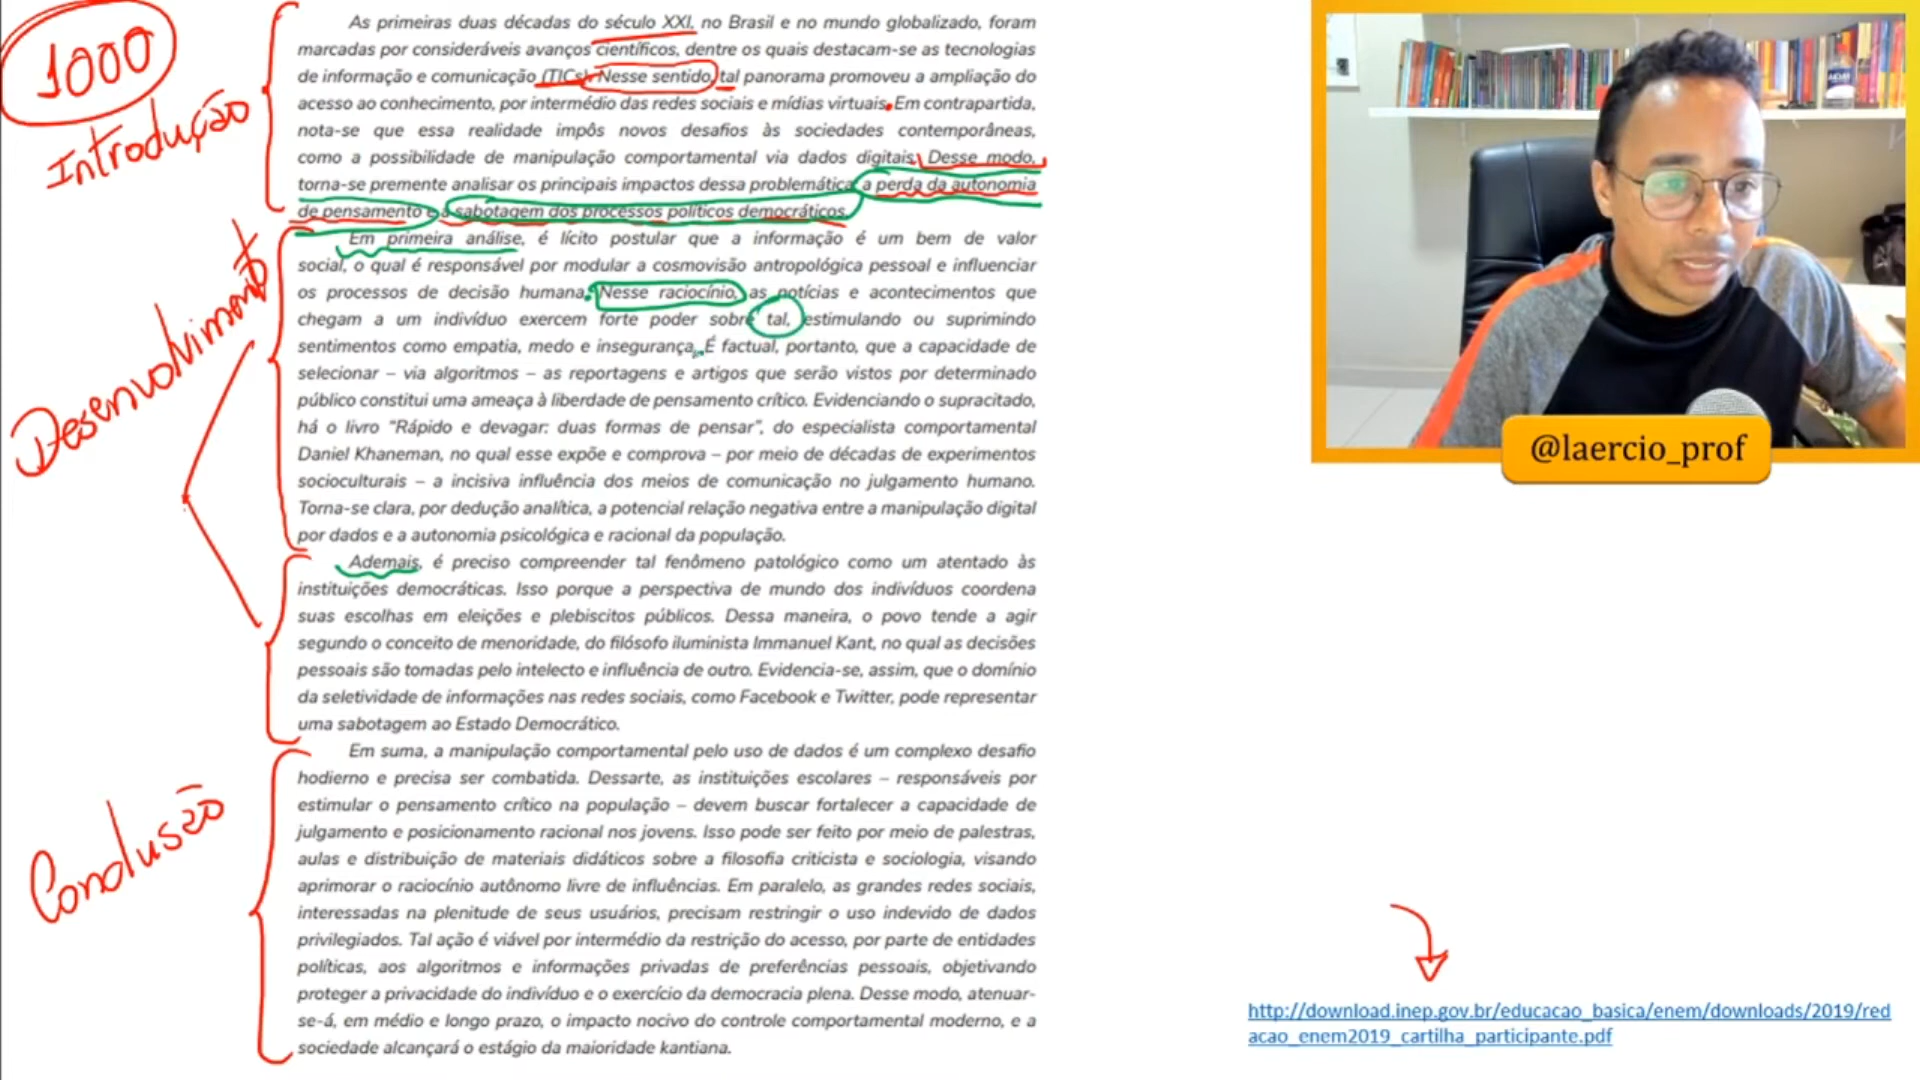 1000
Introdução
As primeiras duas décadas do século XXI, no Brasil e no mundo globalizado, foram
marcadas por consideráveis avanços científicos, dentre os quais destacam-se as tecnologias
de informação e comunicação (TICs). Nesse sentido, tal panorama promoveu a ampliação do
acesso ao conhecimento, por intermédio das redes sociais e mídias virtuais. Em contrapartida,
nota-se que essa realidade impôs novos desafios às sociedades contemporâneas,
como a possibilidade de manipulação comportamental via dados digitais. Desse modo,
torna-se premente analisar os principais impactos dessa problemática: a perda da autonomia
de pensamento e a sabotagem dos processos políticos democráticos.
Desenvolvimento
Em primeira análise, é lícito postular que a informação é um bem de valor
social, o qual é responsável por modular a cosmovisão antropológica pessoal e influenciar
os processos de decisão humana. Nesse raciocínio, as notícias e acontecimentos que
chegam a um indivíduo exercem forte poder sobre tal, estimulando ou suprimindo
sentimentos como empatia, medo e insegurança. É factual, portanto, que a capacidade de
selecionar – via algoritmos – as reportagens e artigos que serão vistos por determinado
público constitui uma ameaça à liberdade de pensamento crítico. Evidenciando o supracitado,
há o livro "Rápido e devagar: duas formas de pensar", do especialista comportamental
Daniel Khaneman, no qual esse expõe e comprova – por meio de décadas de experimentos
socioculturais – a incisiva influência dos meios de comunicação no julgamento humano.
Torna-se clara, por dedução analítica, a potencial relação negativa entre a manipulação digital
por dados e a autonomia psicológica e racional da população.
Ademais, é preciso compreender tal fenômeno patológico como um atentado às
instituições democráticas. Isso porque a perspectiva de mundo dos indivíduos coordena
suas escolhas em eleições e plebiscitos públicos. Dessa maneira, o povo tende a agir
segundo o conceito de menoridade, do filósofo iluminista Immanuel Kant, no qual as decisões
pessoais são tomadas pelo intelecto e influência de outro. Evidencia-se, assim, que o domínio
da seletividade de informações nas redes sociais, como Facebook e Twitter, pode representar
uma sabotagem ao Estado Democrático.
Conclusão
Em suma, a manipulação comportamental pelo uso de dados é um complexo desafio
hodierno e precisa ser combatida. Dessarte, as instituições escolares – responsáveis por
estimular o pensamento crítico na população – devem buscar fortalecer a capacidade de
julgamento e posicionamento racional nos jovens. Isso pode ser feito por meio de palestras,
aulas e distribuição de materiais didáticos sobre a filosofia criticista e sociologia, visando
aprimorar o raciocínio autônomo livre de influências. Em paralelo, as grandes redes sociais,
interessadas na plenitude de seus usuários, precisam restringir o uso indevido de dados
privilegiados. Tal ação é viável por intermédio da restrição do acesso, por parte de entidades
políticas, aos algoritmos e informações privadas de preferências pessoais, objetivando
proteger a privacidade do indivíduo e o exercício da democracia plena. Desse modo, atenuar-
se-á, em médio e longo prazo, o impacto nocivo do controle comportamental moderno, e a
sociedade alcançará o estágio da maioridade kantiana.
@laercio_prof
http://download.inep.gov.br/educacao_basica/enem/downloads/2019/red
acao_enem2019_cartilha_participante.pdf